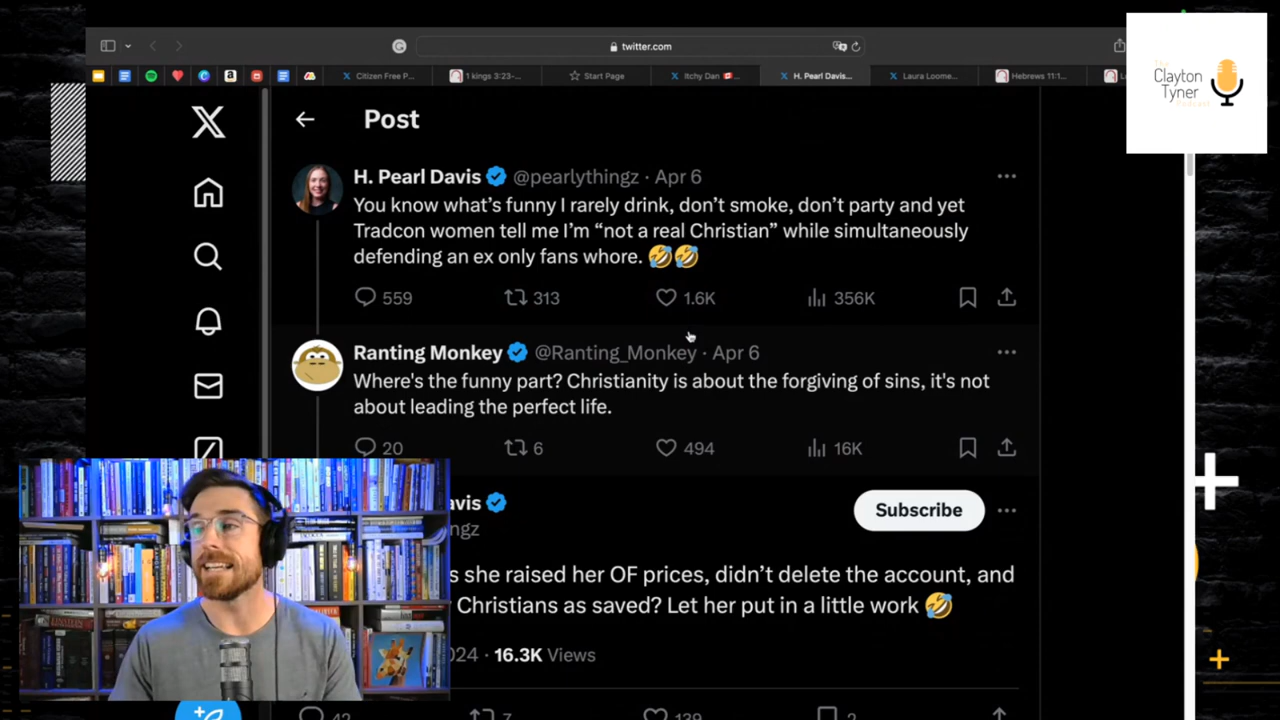 twitter.com
Citizen Free P...
1 kings 3:23-...
Start Page
Itchy Dan
H. Pearl Davis...
Laura Loome...
Hebrews 11:1...
The
Clayton
Tyner
Podcast
Post
H. Pearl Davis @pearlythingz · Apr 6
You know what's funny I rarely drink, don't smoke, don't party and yet
Tradcon women tell me I'm “not a real Christian” while simultaneously
defending an ex only fans whore. 🤣🤣
559 313 1.6K 356K
Ranting Monkey @Ranting_Monkey · Apr 6
Where's the funny part? Christianity is about the forgiving of sins, it's not
about leading the perfect life.
20 6 494 16K
avis
ngz
Subscribe
s she raised her OF prices, didn't delete the account, and
Christians as saved? Let her put in a little work 🤣
024 · 16.3K Views
42 7 139 2